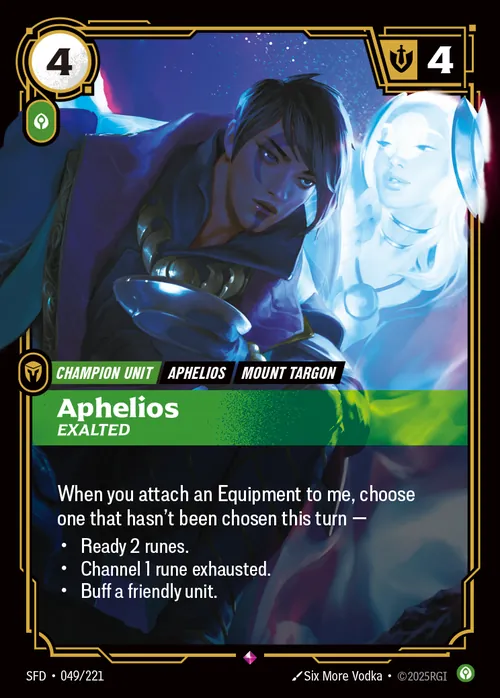 4
4
CHAMPION UNIT APHELIOS MOUNT TARGON
Aphelios
EXALTED
When you attach an Equipment to me, choose
one that hasn't been chosen this turn —
• Ready 2 runes.
• Channel 1 rune exhausted.
• Buff a friendly unit.
SFD • 049/221
Six More Vodka • ©2025RGI